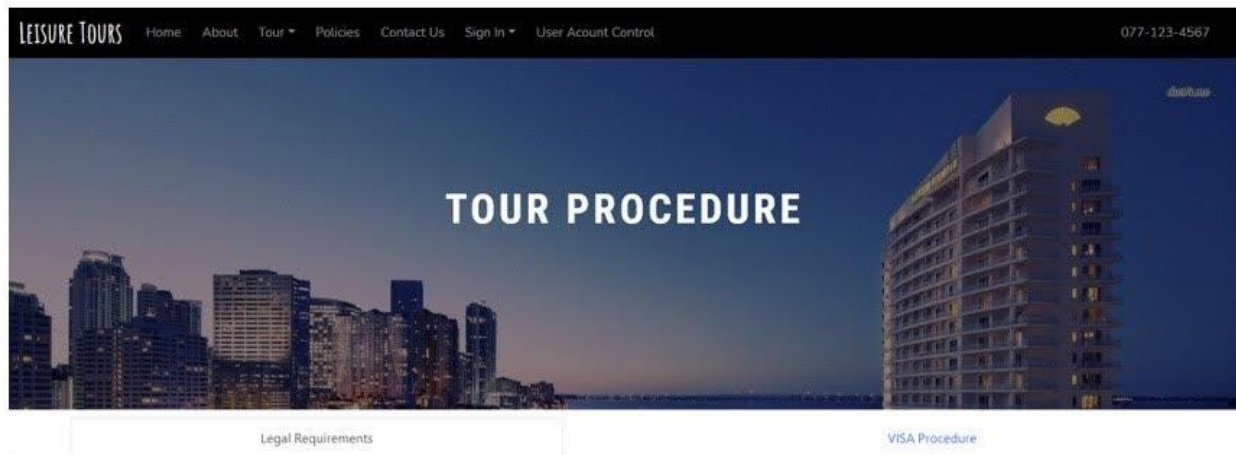 LEISURE TOURS Home About Tour Policies Contact Us Sign In User Acount Control 077-123-4567
TOUR PROCEDURE
Legal Requirements VISA Procedure